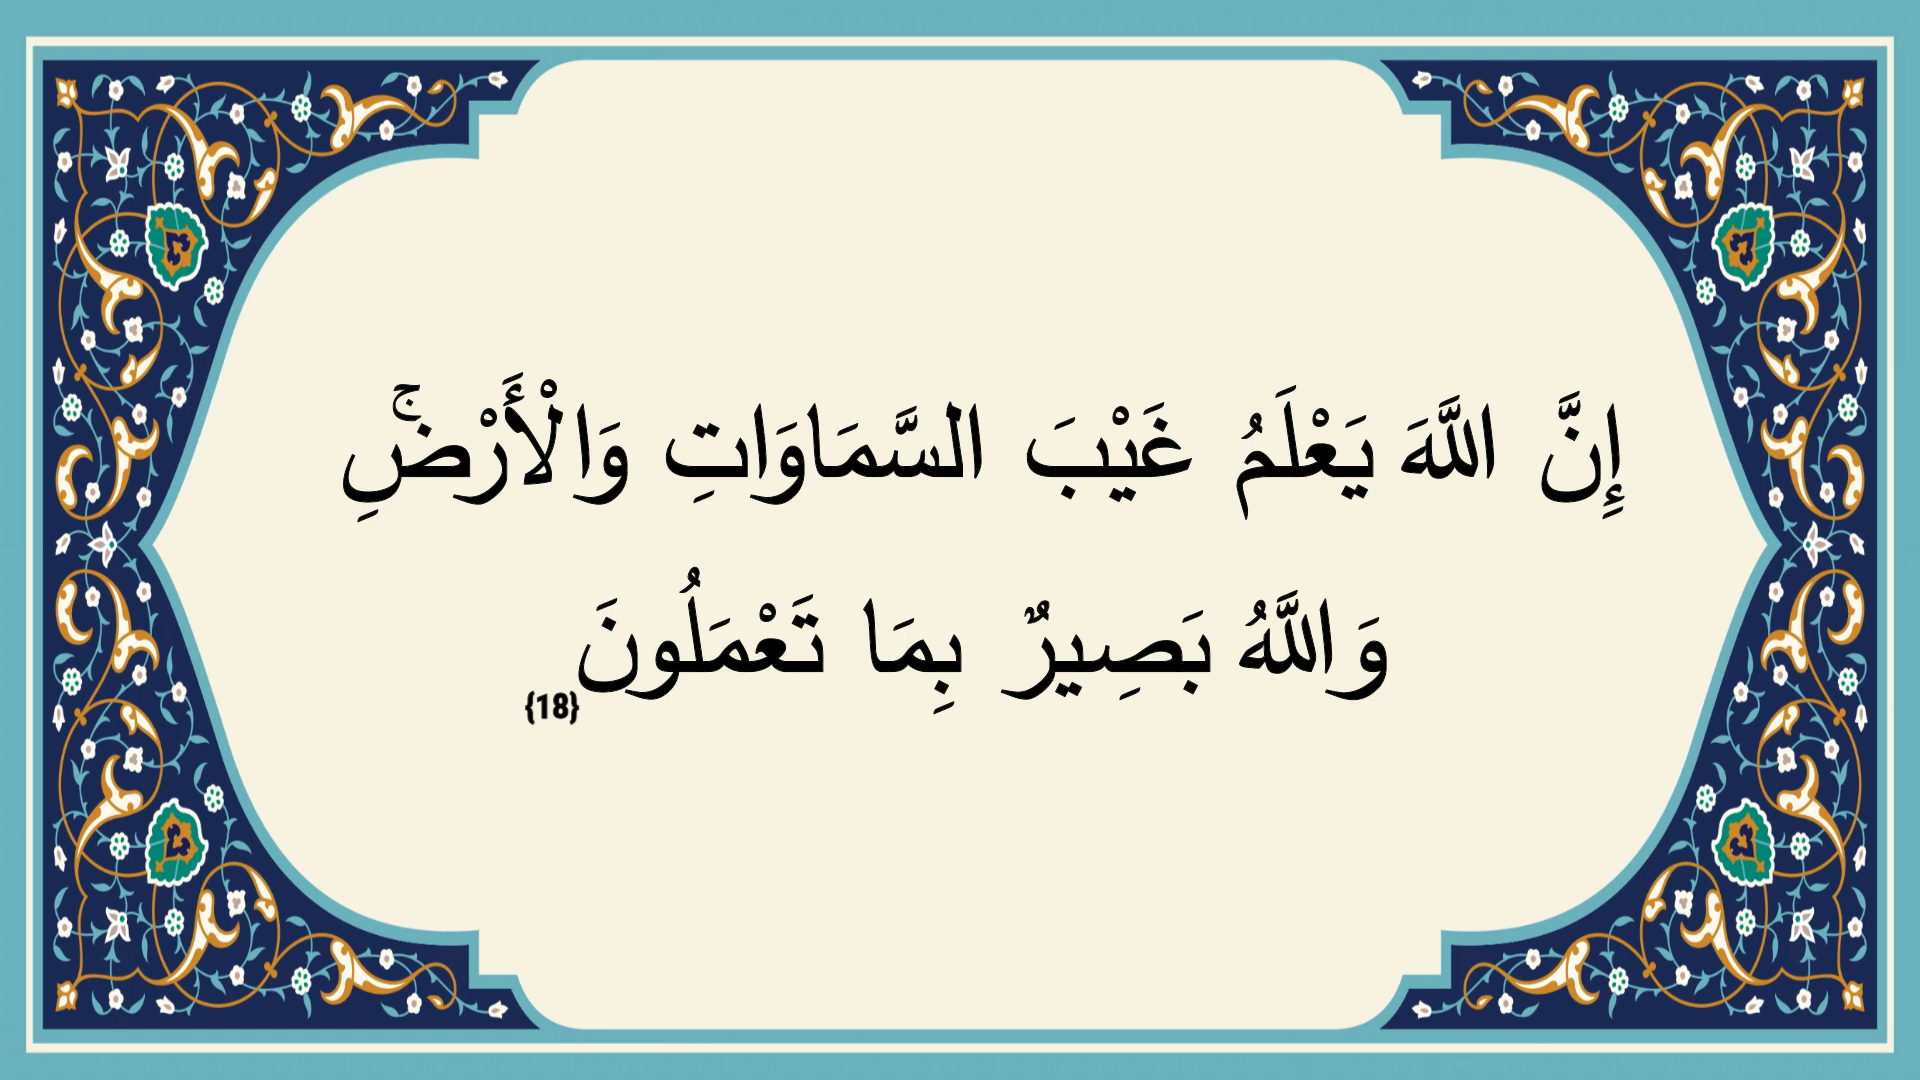 إِنَّ اللَّهَ يَعْلَمُ غَيْبَ السَّمَاوَاتِ وَالْأَرْضِۚ
وَاللَّهُ بَصِيرٌ بِمَا تَعْمَلُونَ {18}